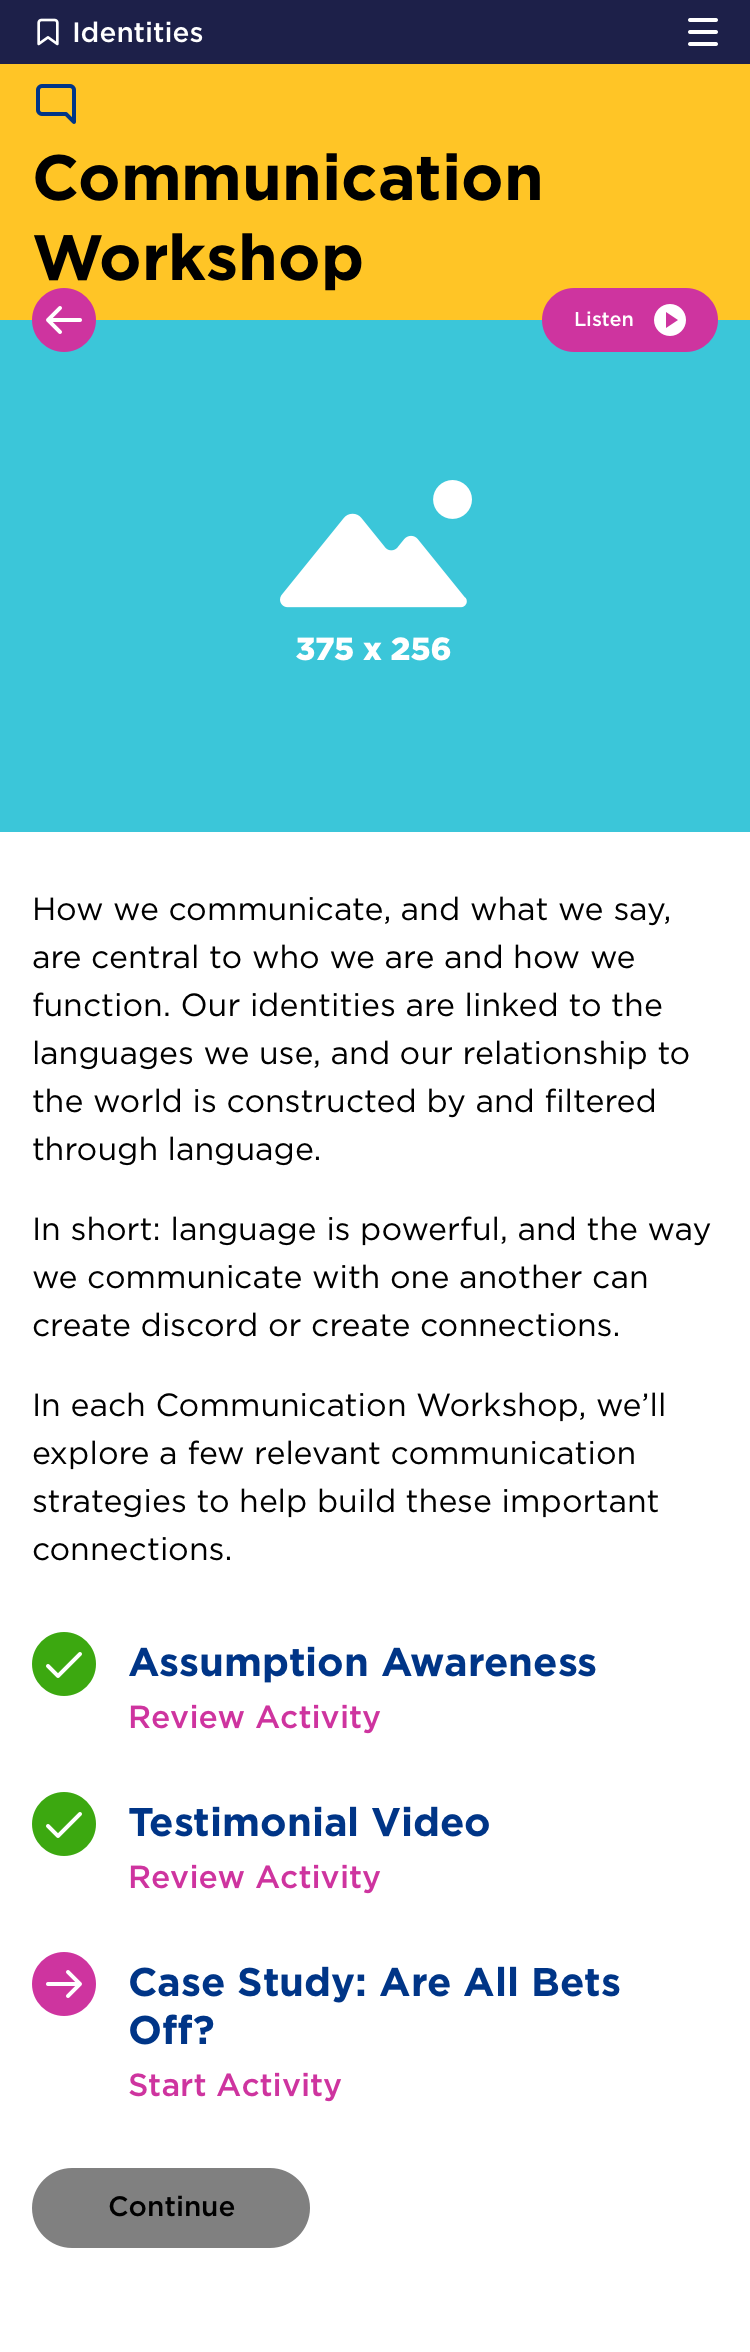 Identities
Communication
Workshop
Listen
375 x 256
How we communicate, and what we say,
are central to who we are and how we
function. Our identities are linked to the
languages we use, and our relationship to
the world is constructed by and filtered
through language.
In short: language is powerful, and the way
we communicate with one another can
create discord or create connections.
In each Communication Workshop, we’ll
explore a few relevant communication
strategies to help build these important
connections.
Assumption Awareness
Review Activity
Testimonial Video
Review Activity
Case Study: Are All Bets
Off?
Start Activity
Continue